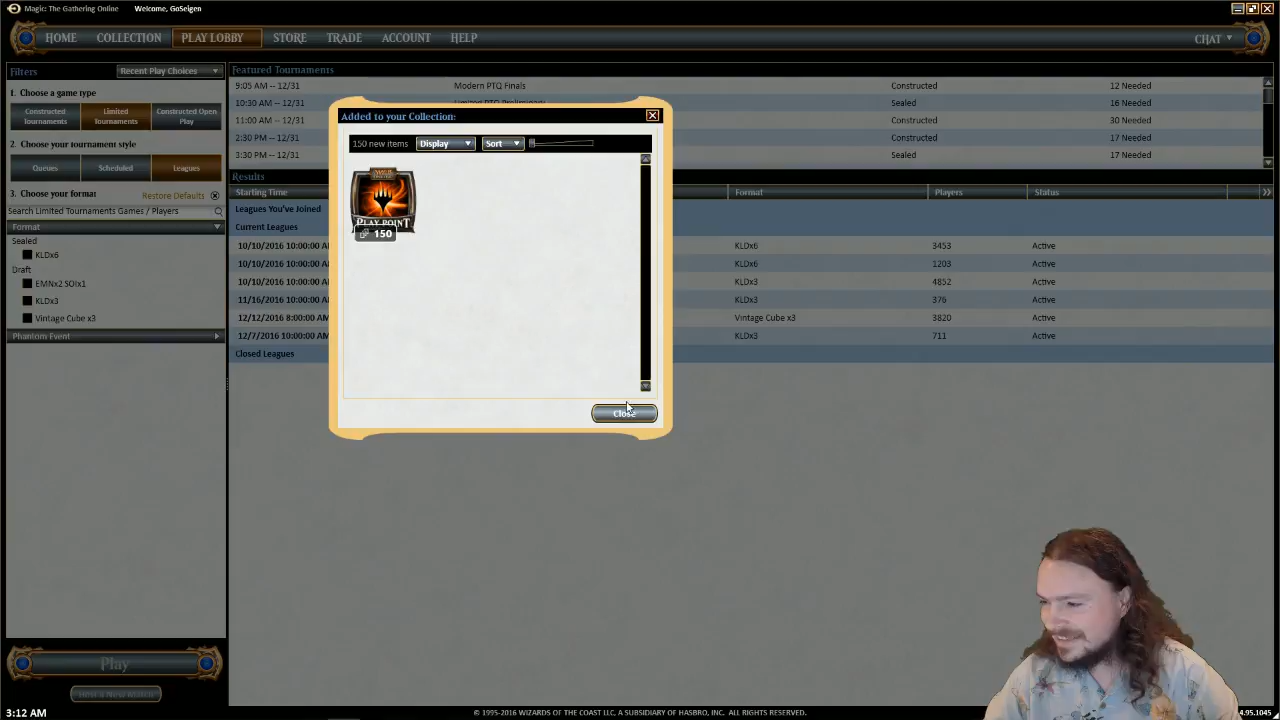 Magic: The Gathering Online Welcome, GoSeigen
HOME COLLECTION PLAY LOBBY STORE TRADE ACCOUNT HELP CHAT
Filters Recent Play Choices
1. Choose a game type
Constructed Tournaments Limited Tournaments Constructed Open Play
2. Choose your tournament style
Queues Scheduled Leagues
3. Choose your format Restore Defaults
Search Limited Tournaments Games / Players
Format
Sealed
KLDx6
Draft
EMNx2 SOIx1
KLDx3
Vintage Cube x3
Phantom Event
Play
Host a New Match
3:12 AM
Featured Tournaments
9:05 AM -- 12/31 Modern PTQ Finals Constructed 12 Needed
10:30 AM -- 12/31 Limited PTQ Preliminary Sealed 16 Needed
11:00 AM -- 12/31 Constructed 30 Needed
2:30 PM -- 12/31 Constructed 17 Needed
3:30 PM -- 12/31 Sealed 17 Needed
Results
Starting Time Format Players Status
Leagues You've Joined
Current Leagues
10/10/2016 10:00:00 A KLDx6 3453 Active
10/10/2016 10:00:00 A KLDx6 1203 Active
10/10/2016 10:00:00 A KLDx3 4852 Active
11/16/2016 10:00:00 A KLDx3 376 Active
12/12/2016 8:00:00 AM Vintage Cube x3 3820 Active
12/7/2016 10:00:00 AM KLDx3 711 Active
Closed Leagues
Added to your Collection:
150 new items Display Sort
PLAY POINT
150
Close
© 1995-2016 WIZARDS OF THE COAST LLC, A SUBSIDIARY OF HASBRO, INC. ALL RIGHTS RESERVED.
4.95.1045